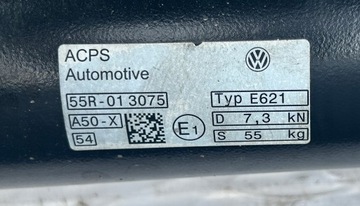 ACPS
Automotive
55R-01 3075
Typ E621
A50-X
E1
D 7,3 kN
54
S 55 kg